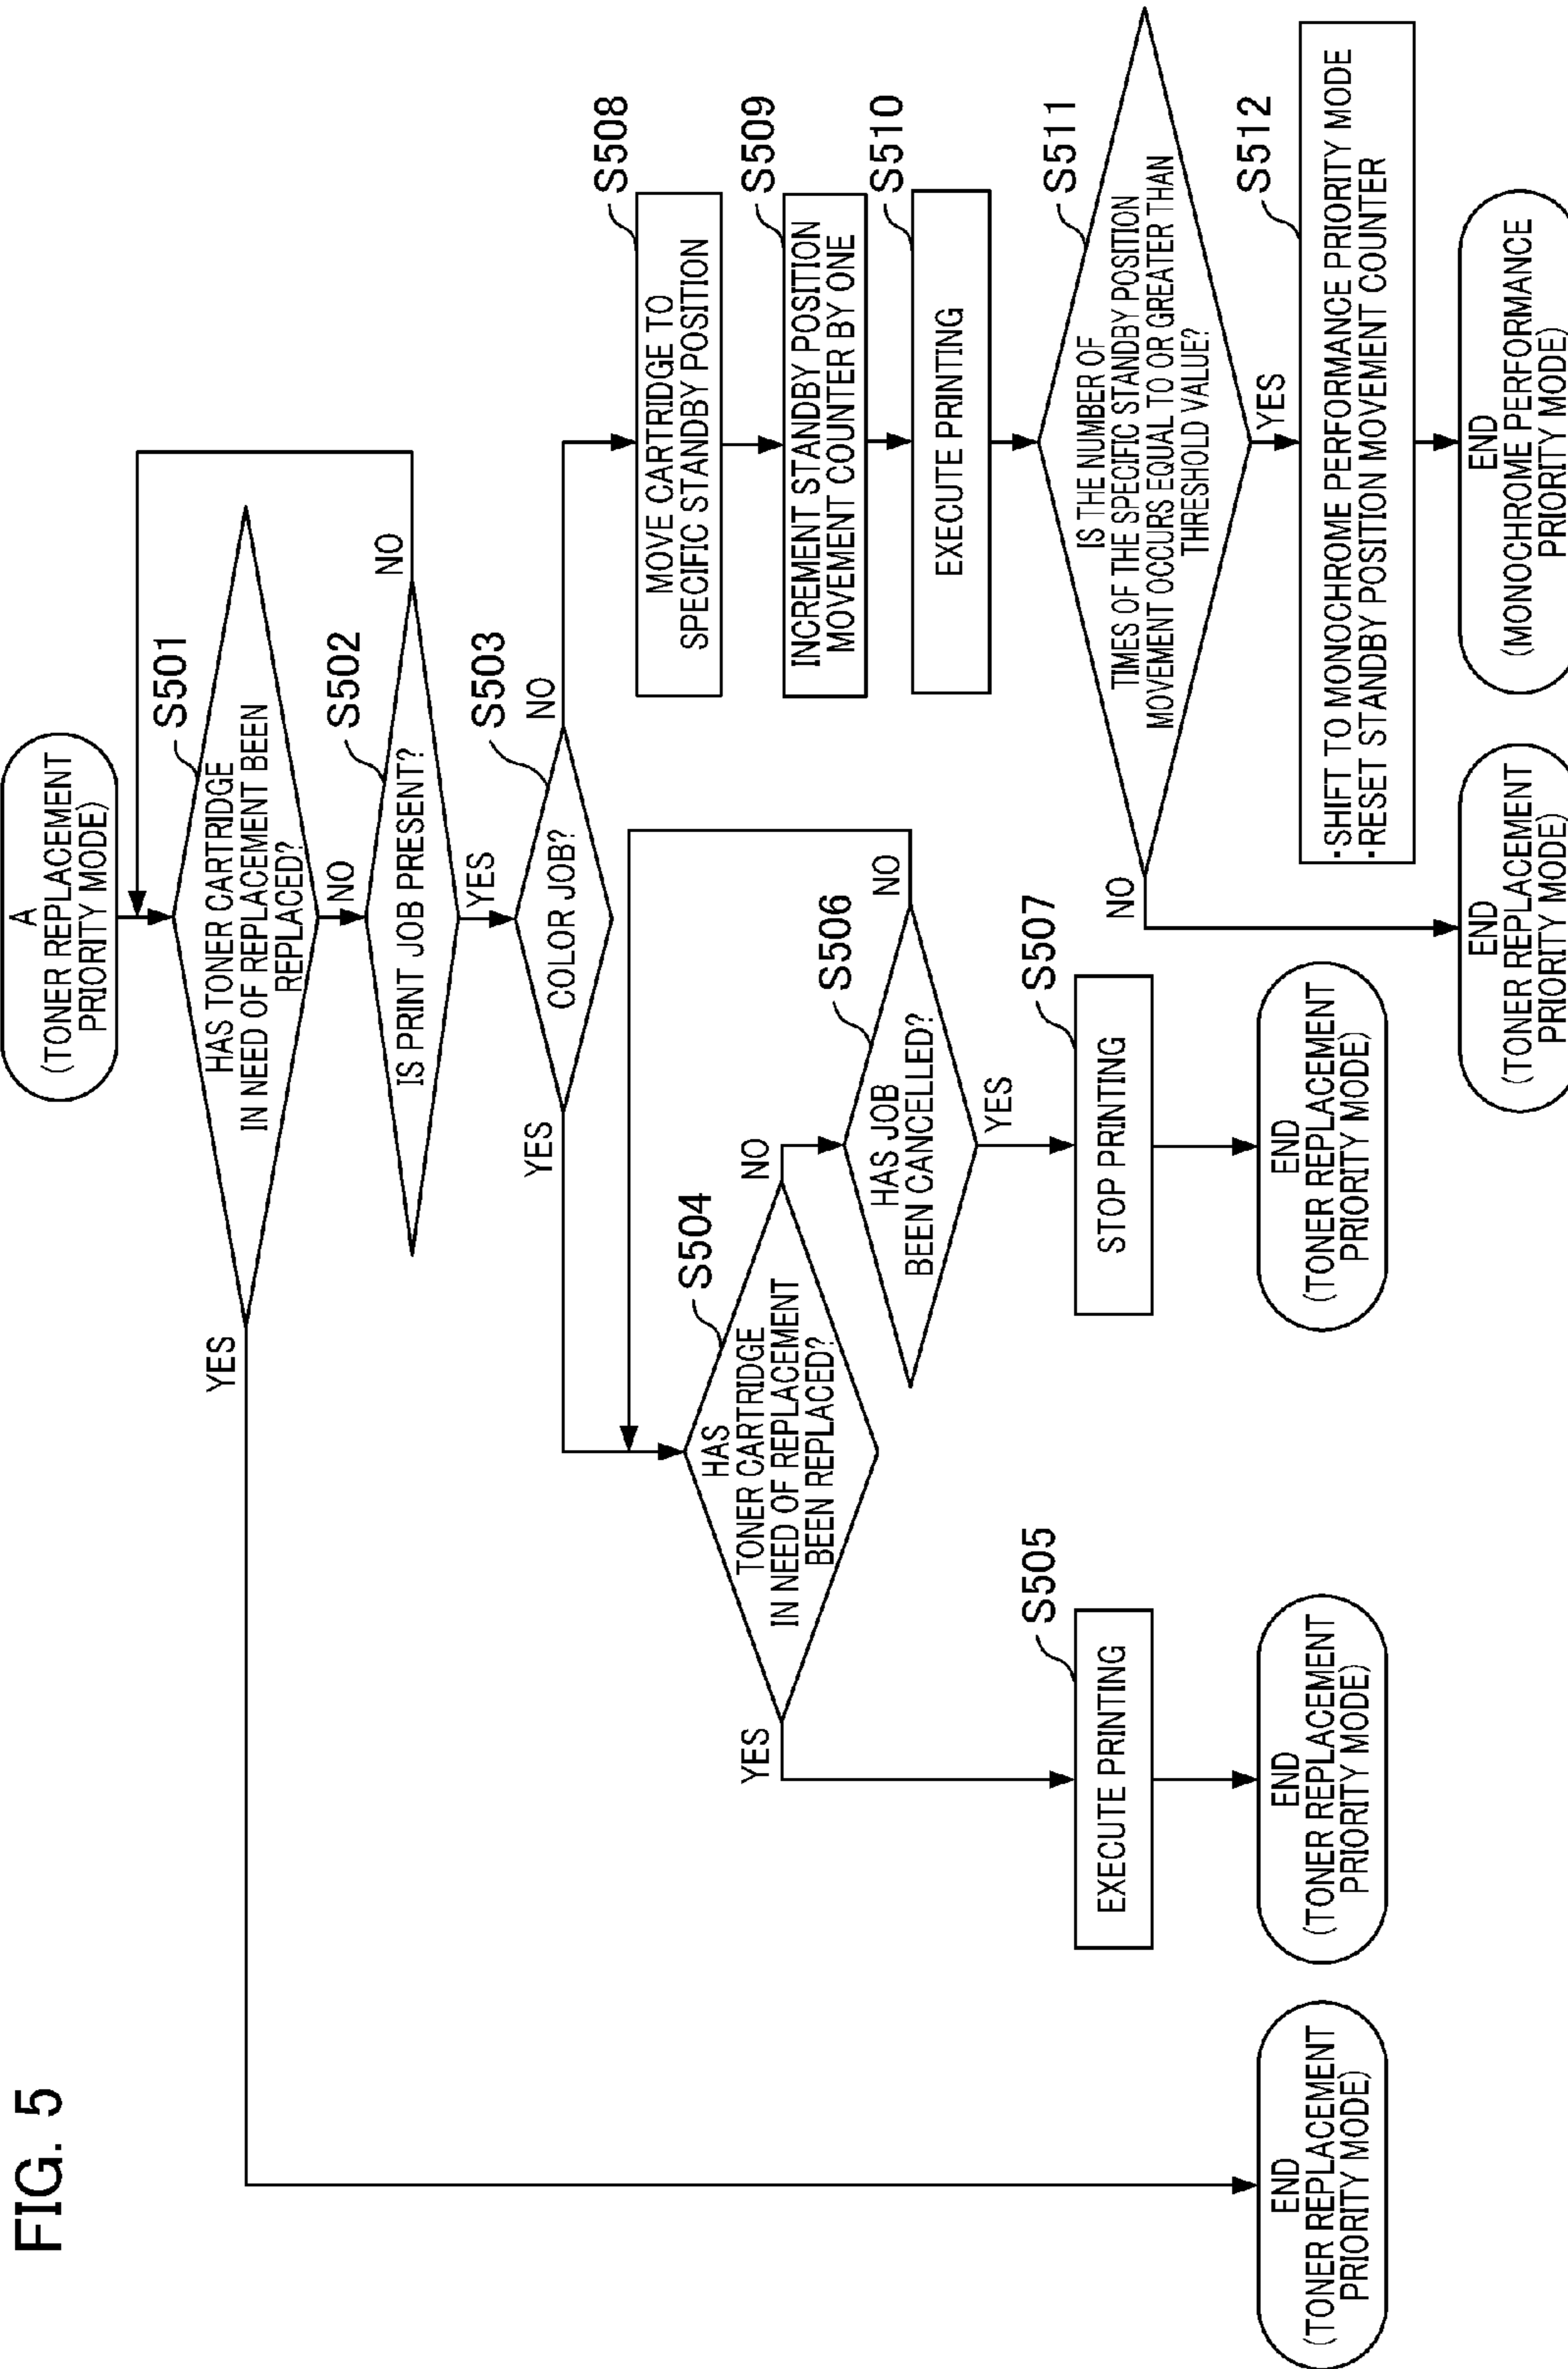 FIG. 5
A
(TONER REPLACEMENT
PRIORITY MODE)
S501
HAS TONER CARTRIDGE
IN NEED OF REPLACEMENT BEEN
REPLACED?
YES
NO
S502
IS PRINT JOB PRESENT?
NO
YES
S503
COLOR JOB?
YES
NO
S504
HAS
TONER CARTRIDGE
IN NEED OF REPLACEMENT
BEEN REPLACED?
YES
NO
S505
EXECUTE PRINTING
S506
HAS JOB
BEEN CANCELLED?
NO
YES
S507
STOP PRINTING
S508
MOVE CARTRIDGE TO
SPECIFIC STANDBY POSITION
S509
INCREMENT STANDBY POSITION
MOVEMENT COUNTER BY ONE
S510
EXECUTE PRINTING
S511
IS THE NUMBER OF
TIMES OF THE SPECIFIC STANDBY POSITION
MOVEMENT OCCURS EQUAL TO OR GREATER THAN
THRESHOLD VALUE?
NO
YES
S512
・SHIFT TO MONOCHROME PERFORMANCE PRIORITY MODE
・RESET STANDBY POSITION MOVEMENT COUNTER
END
(TONER REPLACEMENT
PRIORITY MODE)
END
(TONER REPLACEMENT
PRIORITY MODE)
END
(TONER REPLACEMENT
PRIORITY MODE)
END
(TONER REPLACEMENT
PRIORITY MODE)
END
(MONOCHROME PERFORMANCE
PRIORITY MODE)